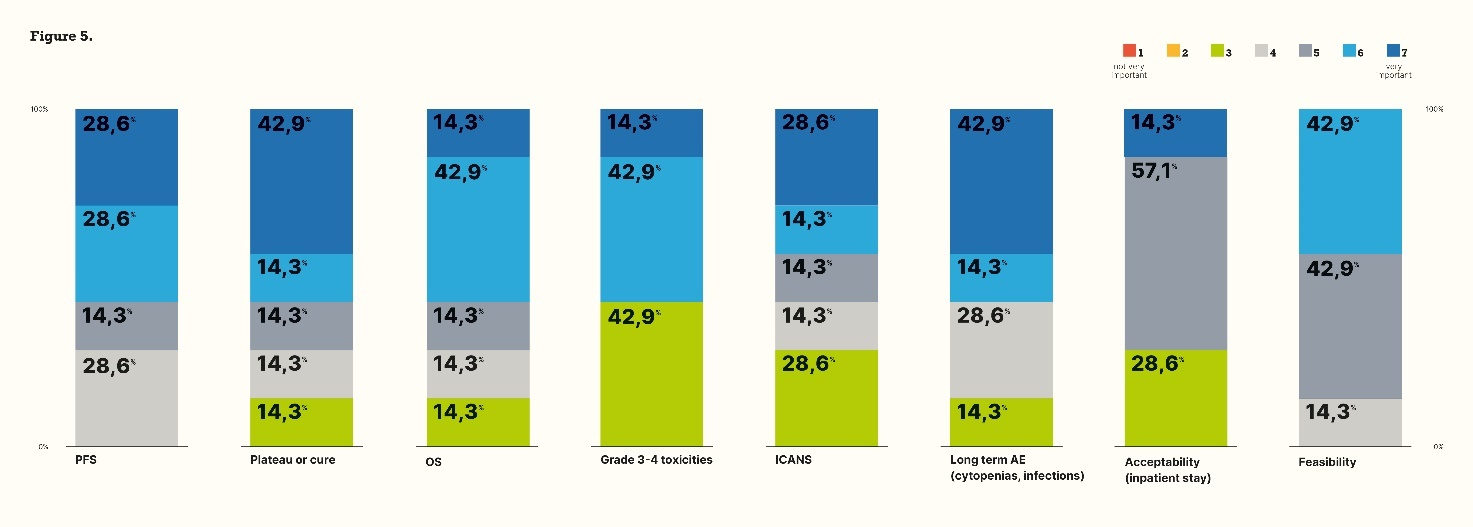 Figure 5.
1 2 3 4 5 6 7
not very important
very important
100% 100%
28,6% 42,9% 14,3% 14,3% 28,6% 42,9% 14,3% 42,9%
42,9% 42,9% 57,1%
28,6% 14,3%
14,3% 14,3% 14,3% 42,9%
14,3% 14,3% 14,3% 42,9% 14,3% 28,6%
28,6% 14,3% 14,3% 28,6% 28,6%
14,3% 14,3% 14,3% 14,3%
0% 0%
PFS Plateau or cure OS Grade 3-4 toxicities ICANS Long term AE Acceptability Feasibility
(cytopenias, infections) (inpatient stay)